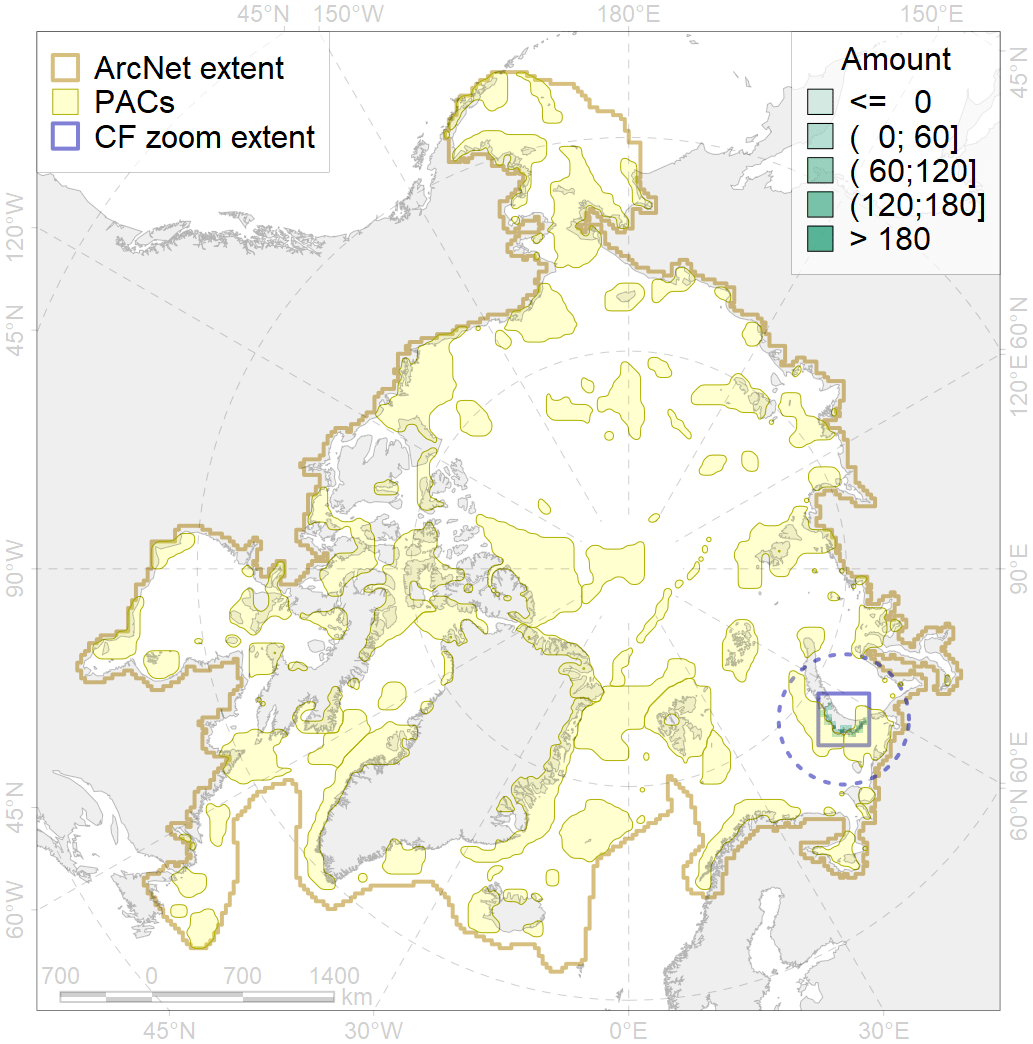 45°N 150°W 180°E 150°E
ArcNet extent
PACs
CF zoom extent
Amount
<= 0
( 0; 60]
( 60;120]
(120;180]
> 180
45°N
120°W
45°N
60°N
120°E
90°W
90°E
60°E
45°N
60°N
60°W
700 0 700 1400
km
45°N 30°W 0°E 30°E